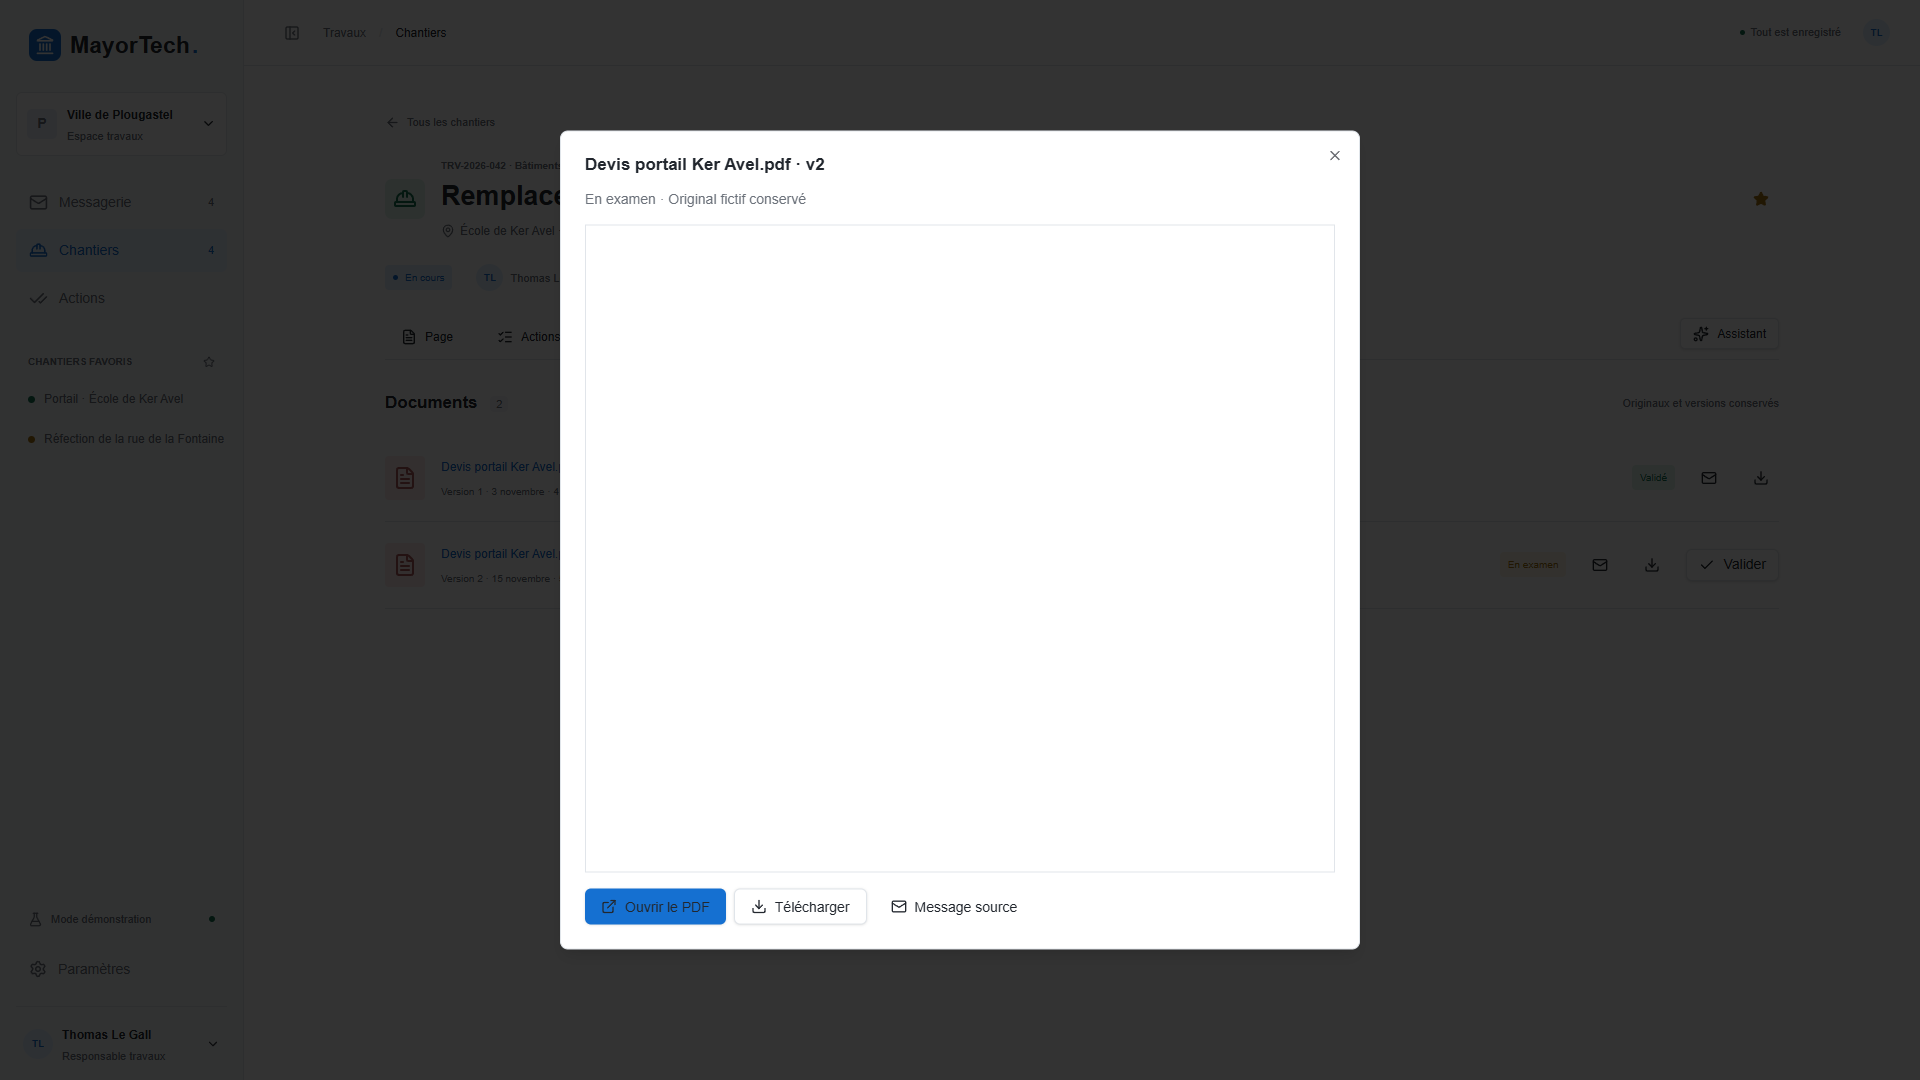 MayorTech.
Travaux
Chantiers
Tout est enregistré
TL
P
Ville de Plougastel
Espace travaux
Messagerie
4
Chantiers
4
Actions
CHANTIERS FAVORIS
Portail · École de Ker Avel
Réfection de la rue de la Fontaine
Mode démonstration
Paramètres
TL
Thomas Le Gall
Responsable travaux
Tous les chantiers
TRV-2026-042 · Bâtiments
École de Ker Avel
En cours
TL
Page
Actions
Assistant
Documents
2
Originaux et versions conservés
Devis portail Ker Avel
Version 1 · 3 novembre
Validé
Devis portail Ker Avel
Version 2 · 15 novembre
En examen
Valider
Devis portail Ker Avel.pdf · v2
En examen · Original fictif conservé
Ouvrir le PDF
Télécharger
Message source